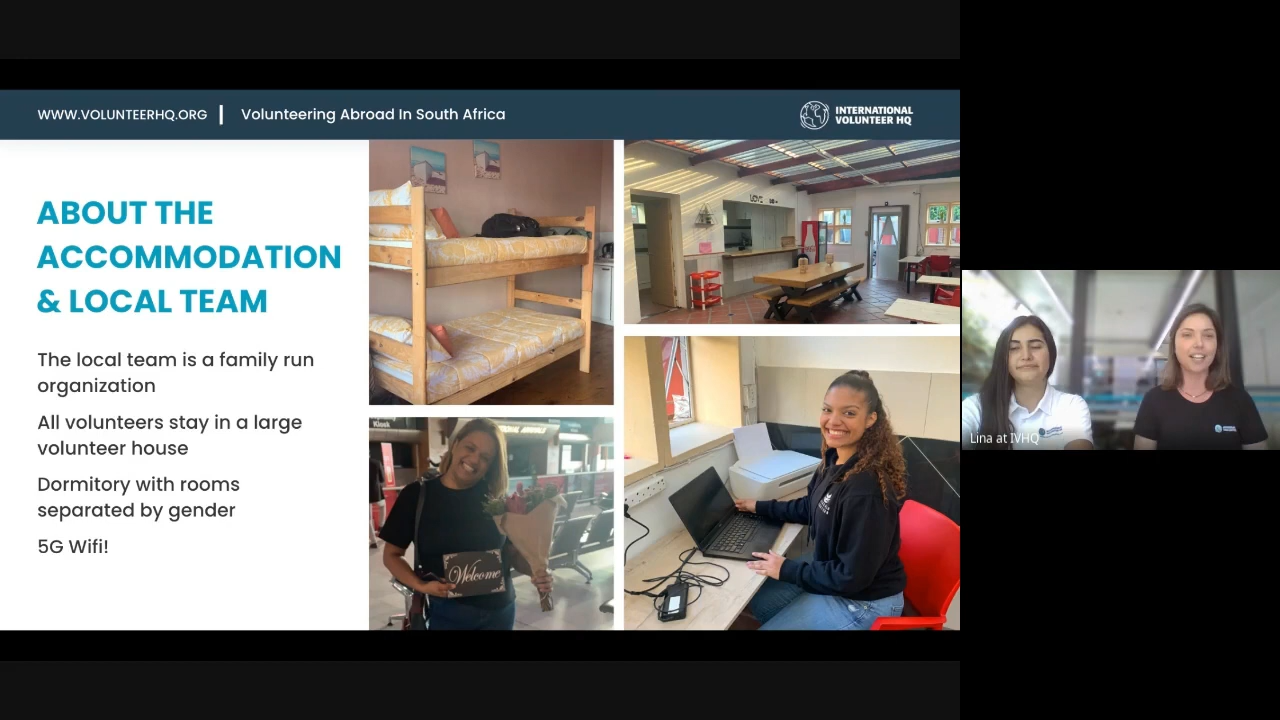 WWW.VOLUNTEERHQ.ORG | Volunteering Abroad In South Africa
INTERNATIONAL
VOLUNTEER HQ
ABOUT THE
ACCOMMODATION
& LOCAL TEAM
The local team is a family run
organization
All volunteers stay in a large
volunteer house
Dormitory with rooms
separated by gender
5G Wifi!
Kiosk
Welcome
Lina at IVHQ